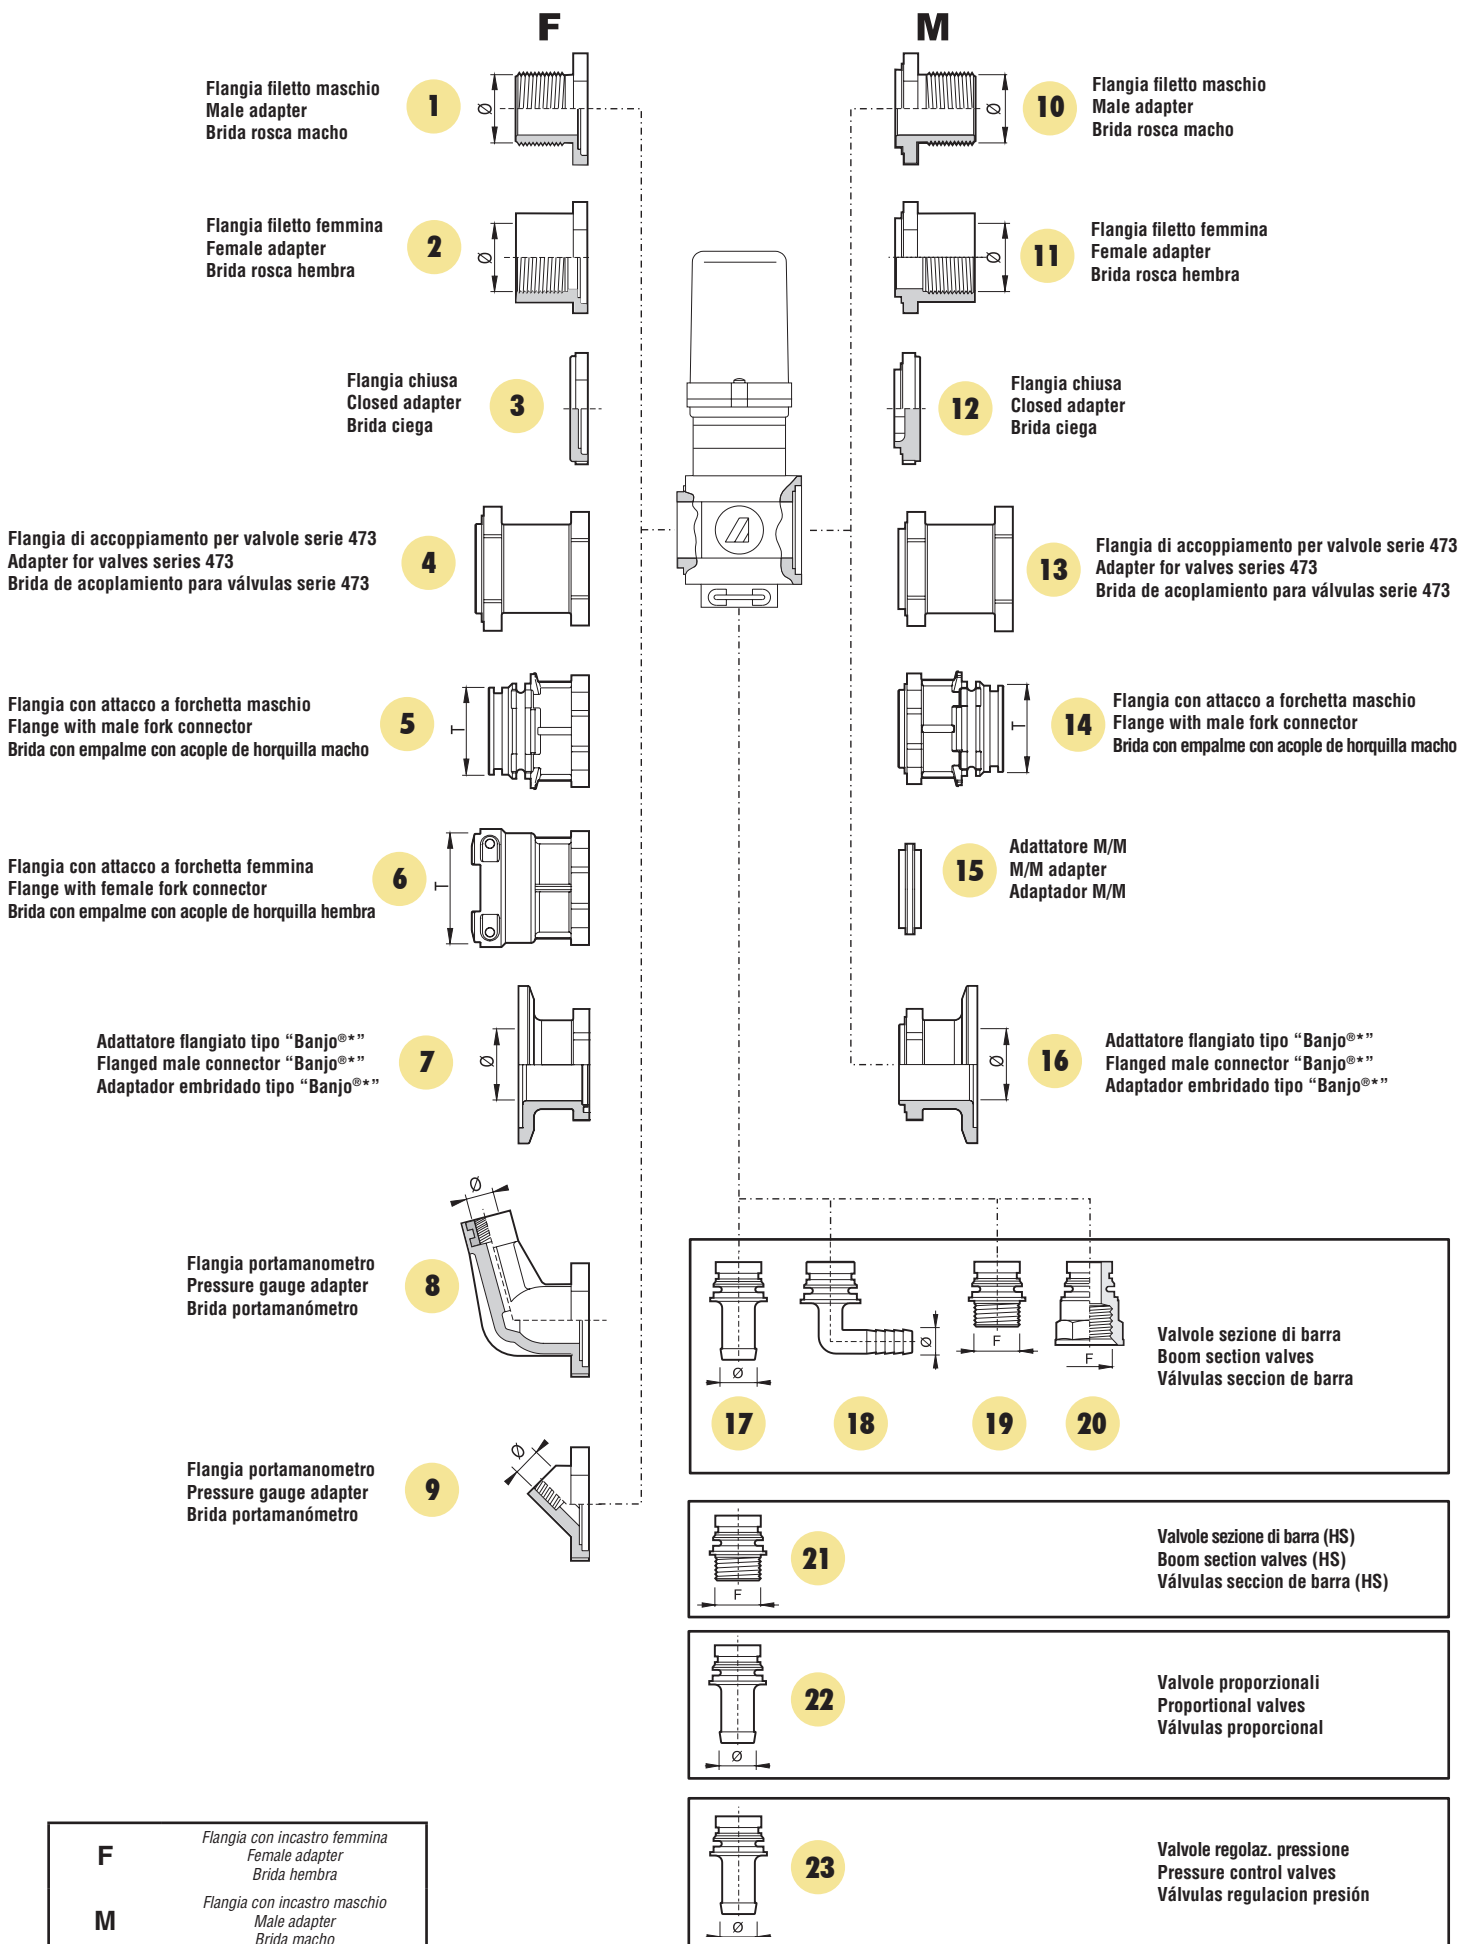 F
M
Flangia filetto maschio
Male adapter
Brida rosca macho
1
Ø
Ø
10
Flangia filetto maschio
Male adapter
Brida rosca macho
Flangia filetto femmina
Female adapter
Brida rosca hembra
2
Ø
Ø
11
Flangia filetto femmina
Female adapter
Brida rosca hembra
Flangia chiusa
Closed adapter
Brida ciega
3
12
Flangia chiusa
Closed adapter
Brida ciega
Flangia di accoppiamento per valvole serie 473
Adapter for valves series 473
Brida de acoplamiento para válvulas serie 473
4
13
Flangia di accoppiamento per valvole serie 473
Adapter for valves series 473
Brida de acoplamiento para válvulas serie 473
Flangia con attacco a forchetta maschio
Flange with male fork connector
Brida con empalme con acople de horquilla macho
5
T
T
14
Flangia con attacco a forchetta maschio
Flange with male fork connector
Brida con empalme con acople de horquilla macho
Flangia con attacco a forchetta femmina
Flange with female fork connector
Brida con empalme con acople de horquilla hembra
6
T
15
Adattatore M/M
M/M adapter
Adaptador M/M
Adattatore flangiato tipo “Banjo®*”
Flanged male connector “Banjo®*”
Adaptador embridado tipo “Banjo®*”
7
Ø
Ø
16
Adattatore flangiato tipo “Banjo®*”
Flanged male connector “Banjo®*”
Adaptador embridado tipo “Banjo®*”
Flangia portamanometro
Pressure gauge adapter
Brida portamanómetro
8
Ø
Flangia portamanometro
Pressure gauge adapter
Brida portamanómetro
9
Ø
Ø
Ø
F
F
17
18
19
20
Valvole sezione di barra
Boom section valves
Válvulas seccion de barra
F
21
Valvole sezione di barra (HS)
Boom section valves (HS)
Válvulas seccion de barra (HS)
Ø
22
Valvole proporzionali
Proportional valves
Válvulas proporcional
Ø
23
Valvole regolaz. pressione
Pressure control valves
Válvulas regulacion presión
F
Flangia con incastro femmina
Female adapter
Brida hembra
M
Flangia con incastro maschio
Male adapter
Brida macho